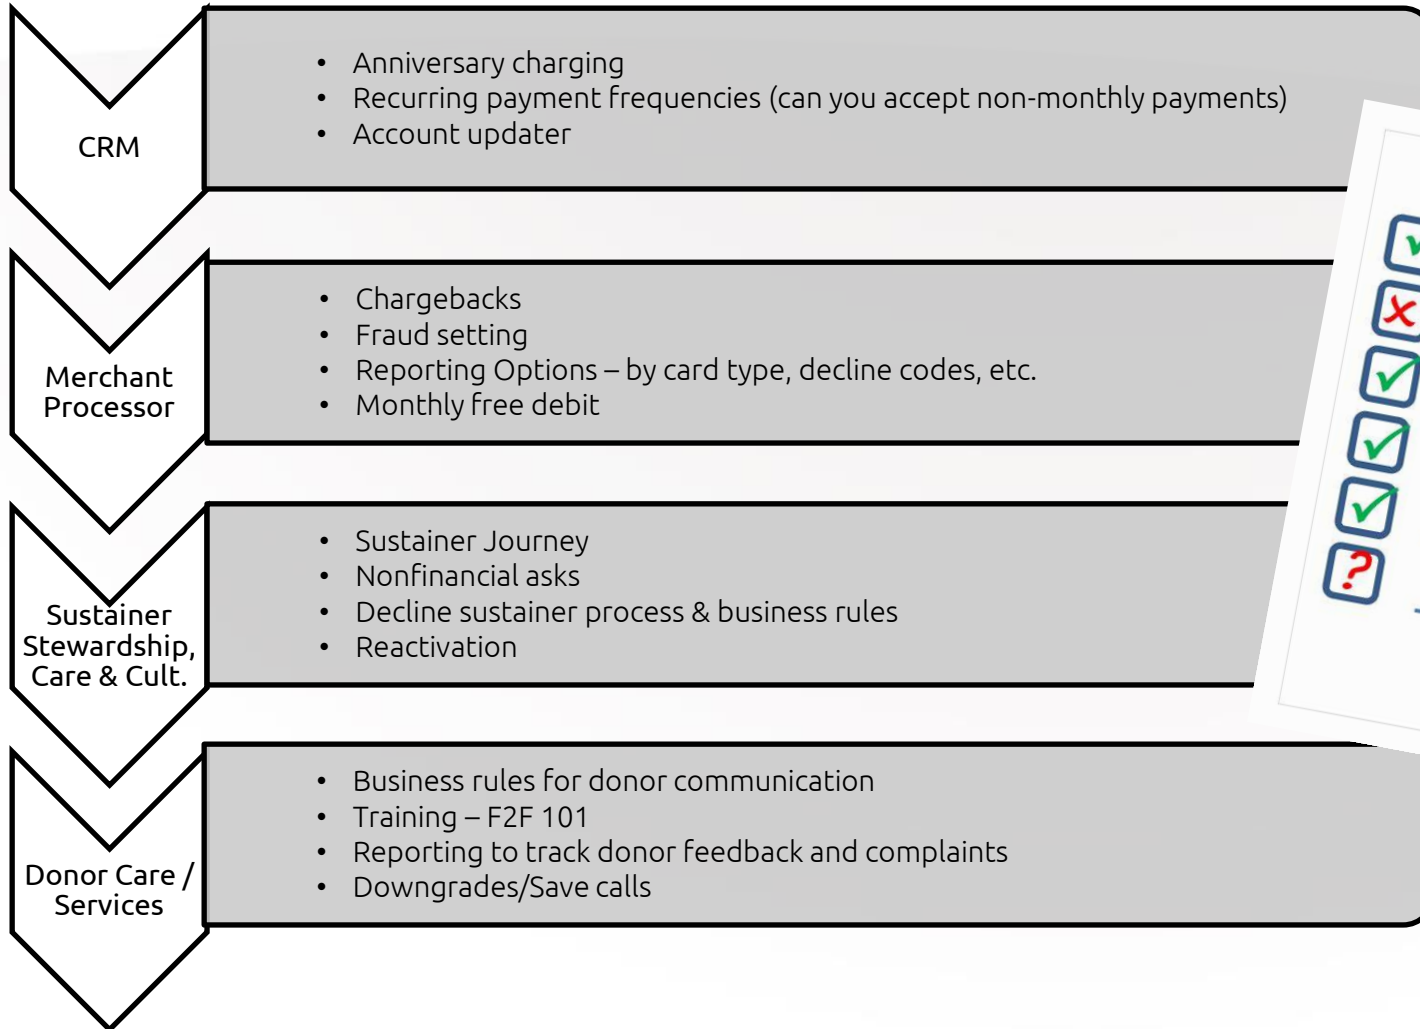 CRM
• Anniversary charging
• Recurring payment frequencies (can you accept non-monthly payments)
• Account updater
Merchant
Processor
• Chargebacks
• Fraud setting
• Reporting Options – by card type, decline codes, etc.
• Monthly free debit
Sustainer
Stewardship,
Care & Cult.
• Sustainer Journey
• Nonfinancial asks
• Decline sustainer process & business rules
• Reactivation
Donor Care /
Services
• Business rules for donor communication
• Training – F2F 101
• Reporting to track donor feedback and complaints
• Downgrades/Save calls
?